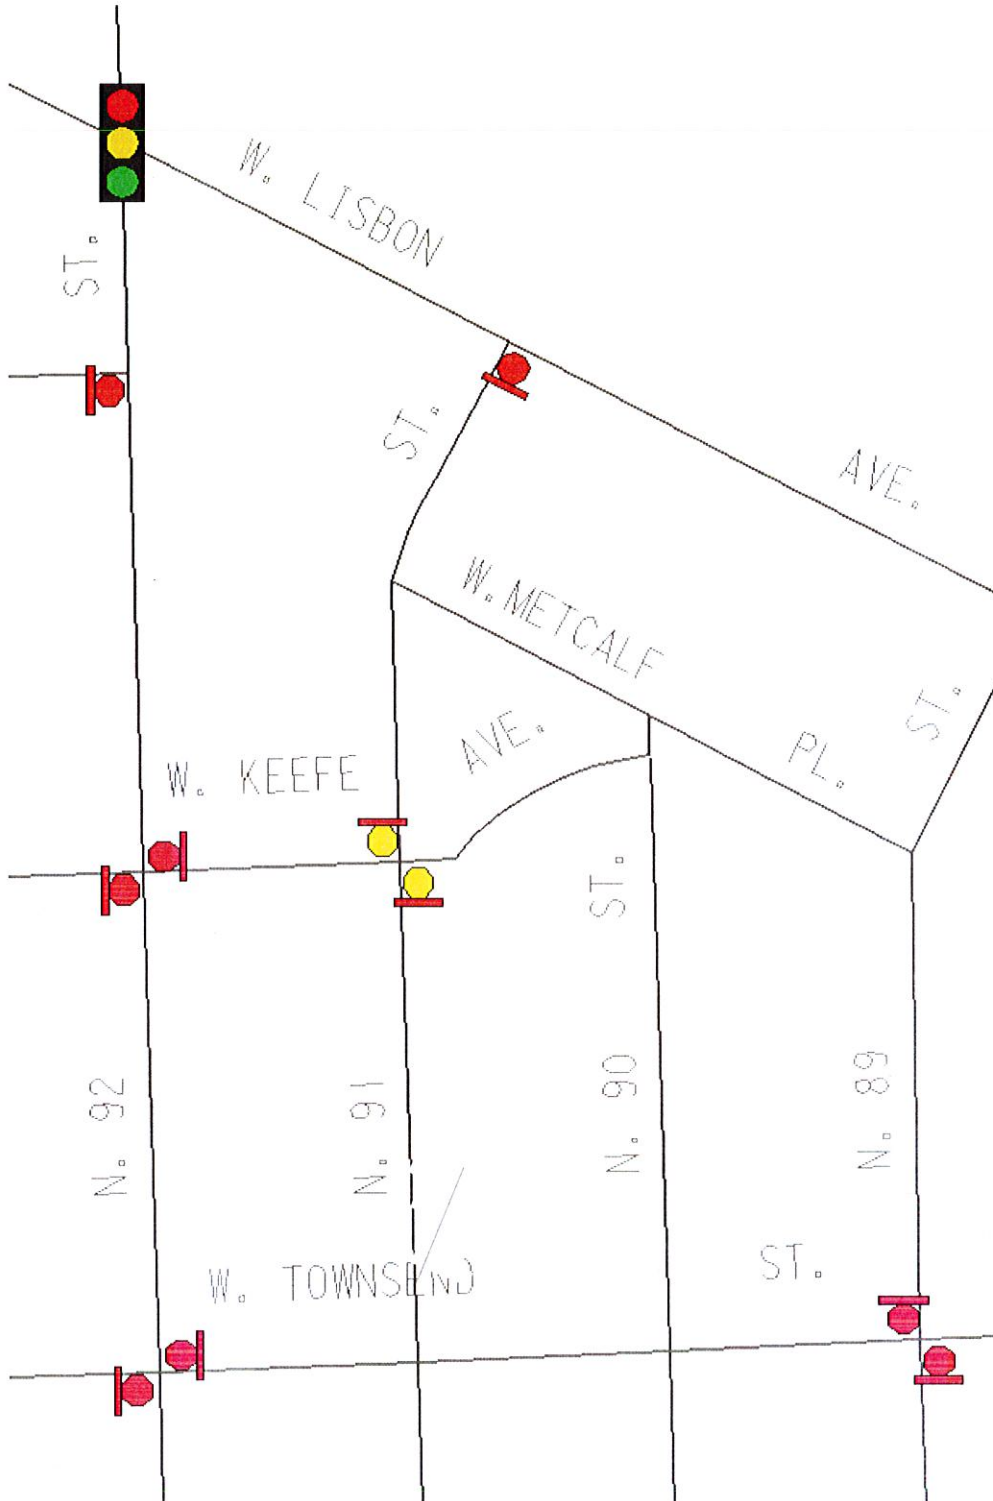 W. LISBON AVE.
ST.
ST.
W. METCALF PL.
ST.
W. KEEFE AVE.
ST.
N. 92
N. 91
N. 90
N. 89
W. TOWNSEND ST.